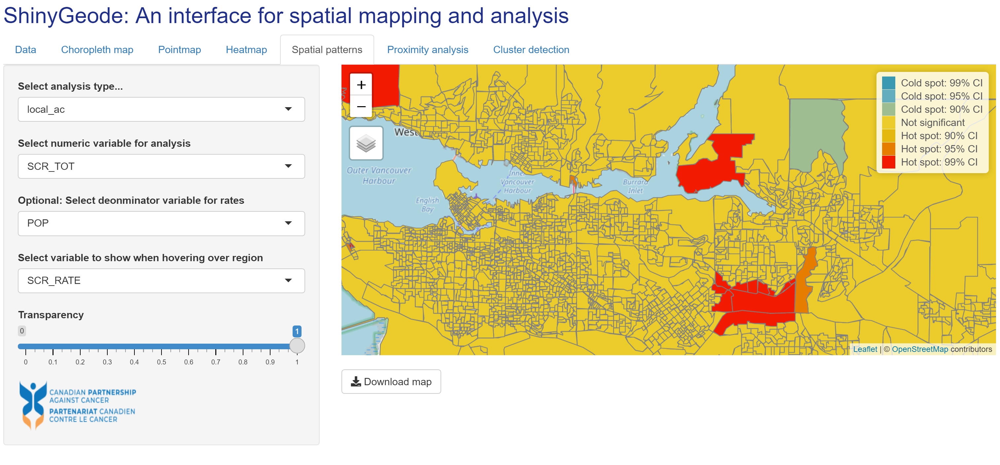 ShinyGeode: An interface for spatial mapping and analysis
Data Choropleth map Pointmap Heatmap Spatial patterns Proximity analysis Cluster detection
Select analysis type...
local_ac
Select numeric variable for analysis
SCR_TOT
Optional: Select deonminator variable for rates
POP
Select variable to show when hovering over region
SCR_RATE
Transparency
0
1
0 0.1 0.2 0.3 0.4 0.5 0.6 0.7 0.8 0.9 1
CANADIAN PARTNERSHIP
AGAINST CANCER
PARTENARIAT CANADIEN
CONTRE LE CANCER
+
−
West
Outer Vancouver
Harbour
English
Bay
Inner
Vancouver
Harbour
Burrard
Inlet
Cold spot: 99% CI
Cold spot: 95% CI
Cold spot: 90% CI
Not significant
Hot spot: 90% CI
Hot spot: 95% CI
Hot spot: 99% CI
Leaflet | © OpenStreetMap contributors
Download map